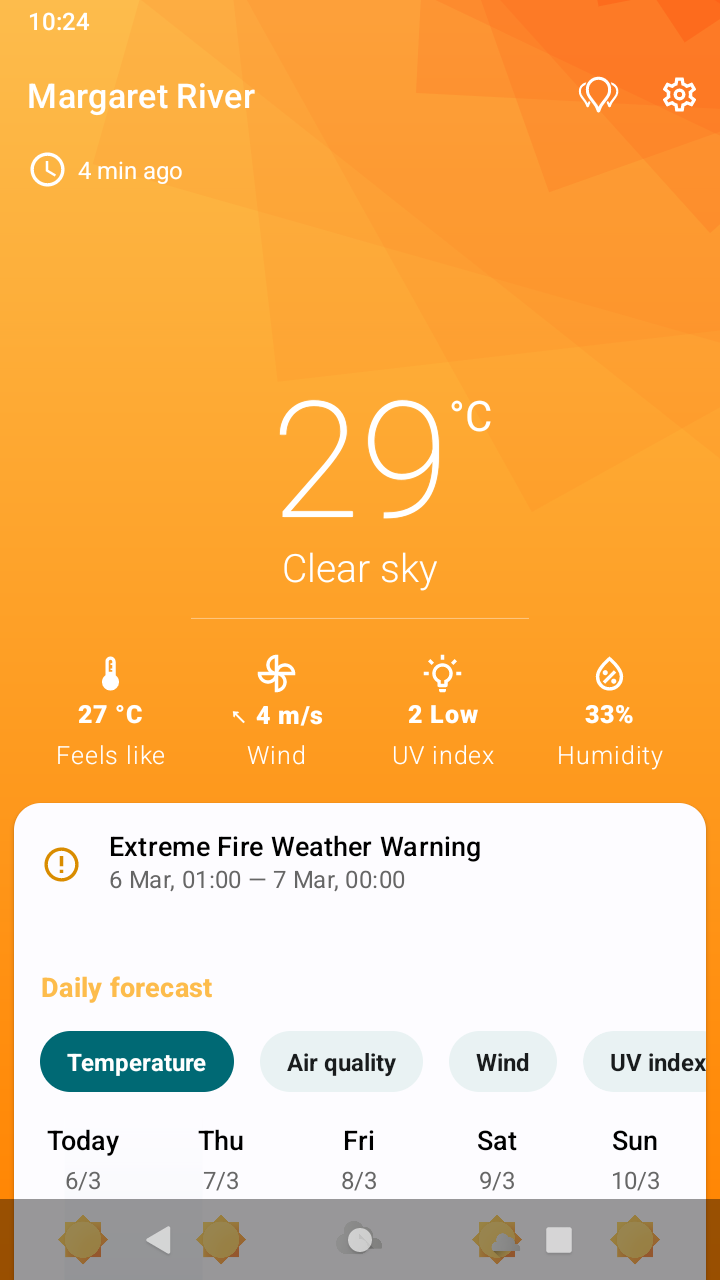 10:24
Margaret River
4 min ago
29 °C
Clear sky
27 °C
Feels like
↖ 4 m/s
Wind
2 Low
UV index
33%
Humidity
Extreme Fire Weather Warning
6 Mar, 01:00 — 7 Mar, 00:00
Daily forecast
Temperature Air quality Wind UV index
Today Thu Fri Sat Sun
6/3 7/3 8/3 9/3 10/3